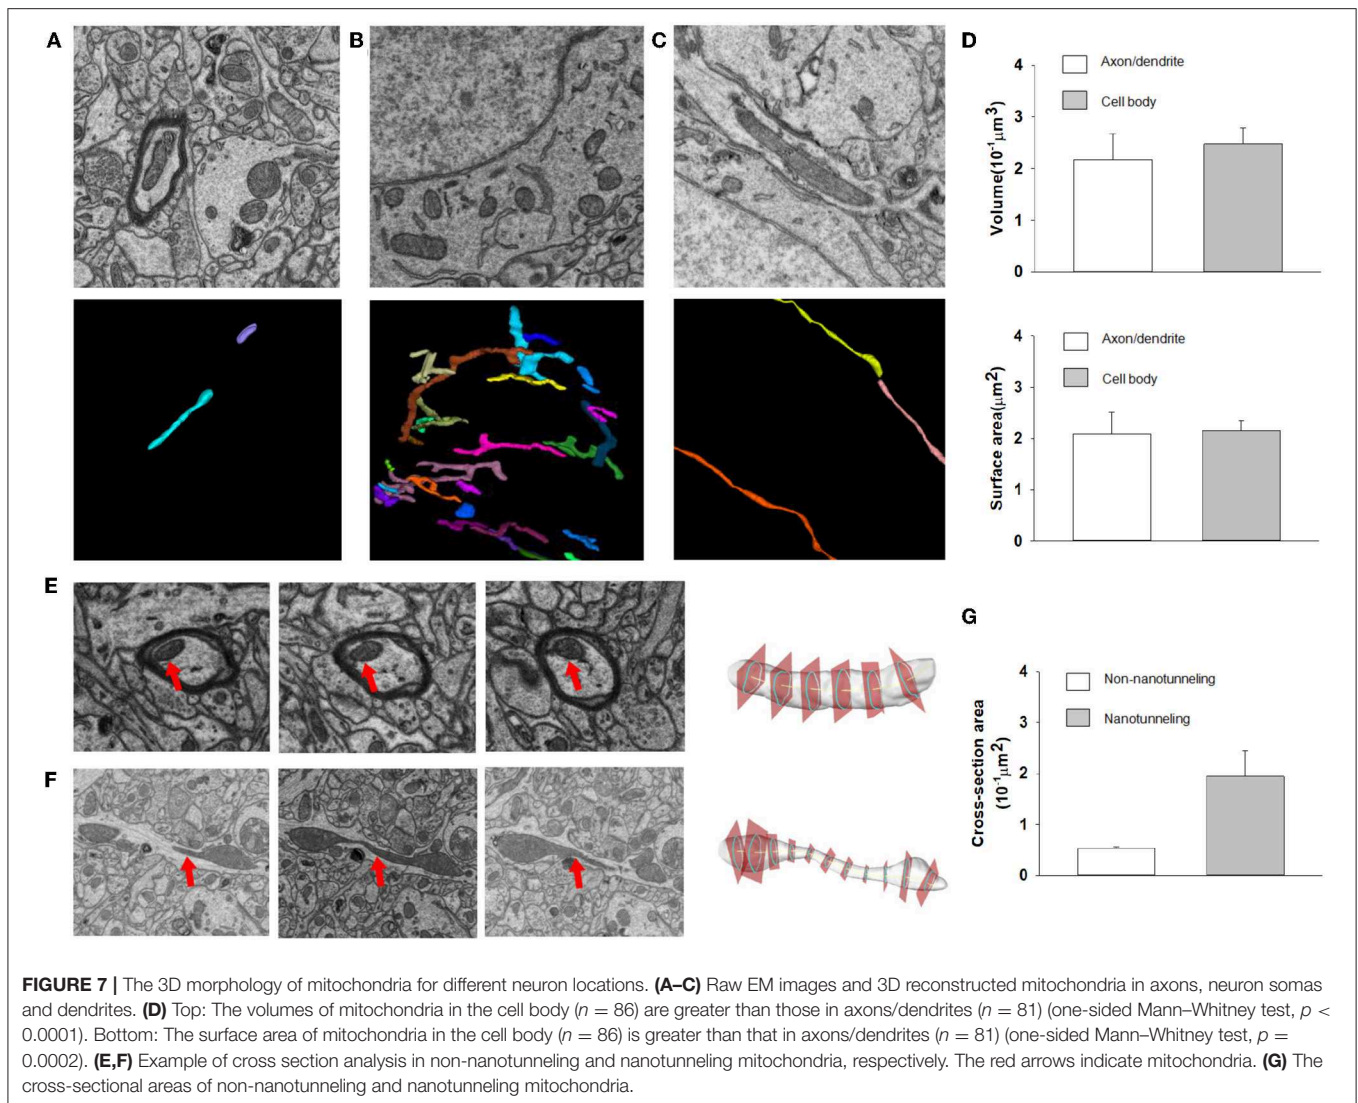 A
B
C
D
4
3
2
1
0
Volume(10⁻¹μm³)
Axon/dendrite
Cell body
4
3
2
1
0
Surface area(μm²)
Axon/dendrite
Cell body
E
F
G
4
3
2
1
0
Cross-section area
(10⁻¹μm²)
Non-nanotunneling
Nanotunneling
FIGURE 7 | The 3D morphology of mitochondria for different neuron locations. (A–C) Raw EM images and 3D reconstructed mitochondria in axons, neuron somas
and dendrites. (D) Top: The volumes of mitochondria in the cell body (n = 86) are greater than those in axons/dendrites (n = 81) (one-sided Mann–Whitney test, p <
0.0001). Bottom: The surface area of mitochondria in the cell body (n = 86) is greater than that in axons/dendrites (n = 81) (one-sided Mann–Whitney test, p =
0.0002). (E,F) Example of cross section analysis in non-nanotunneling and nanotunneling mitochondria, respectively. The red arrows indicate mitochondria. (G) The
cross-sectional areas of non-nanotunneling and nanotunneling mitochondria.